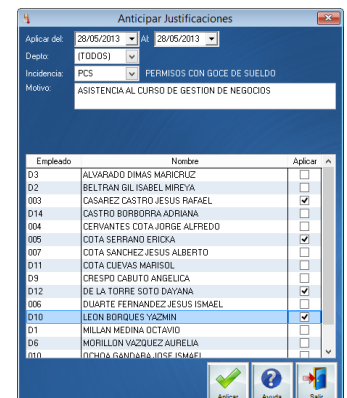 Anticipar Justificaciones
Aplicar del: 28/05/2013 Al: 28/05/2013
Depto: (TODOS)
Incidencia: PCS PERMISOS CON GOCE DE SUELDO
Motivo: ASISTENCIA AL CURSO DE GESTION DE NEGOCIOS
Empleado Nombre Aplicar
D3 ALVARADO DIMAS MARICRUZ
D2 BELTRAN GIL ISABEL MIREYA
003 CASAREZ CASTRO JESUS RAFAEL
D14 CASTRO BORBORRA ADRIANA
004 CERVANTES COTA JORGE ALFREDO
005 COTA SERRANO ERICKA
007 COTA SANCHEZ JESUS ALBERTO
D11 COTA CUEVAS MARISOL
D9 CRESPO CABUTO ANGELICA
D12 DE LA TORRE SOTO DAYANA
006 DUARTE FERNANDEZ JESUS ISMAEL
D10 LEON BORQUES YAZMIN
D1 MILLAN MEDINA OCTAVIO
D6 MORILLON VAZQUEZ AURELIA
010 OCHOA GANDARA JOSE ISMAEL
Aplicar Ayuda Salir